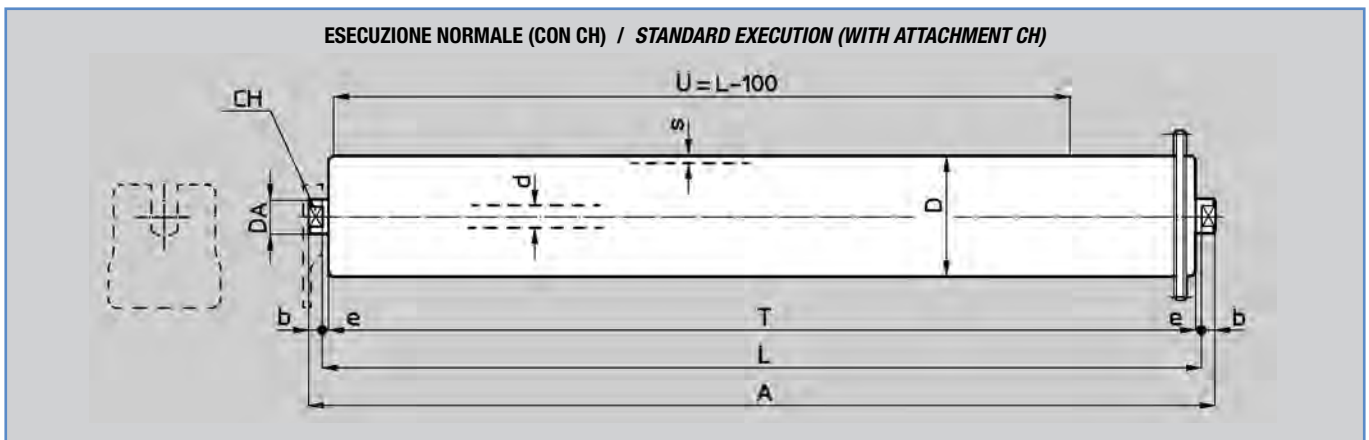 ESECUZIONE NORMALE (CON CH) / STANDARD EXECUTION (WITH ATTACHMENT CH)
U = L-100
CH
s
d
DA
D
b e T e b
L
A